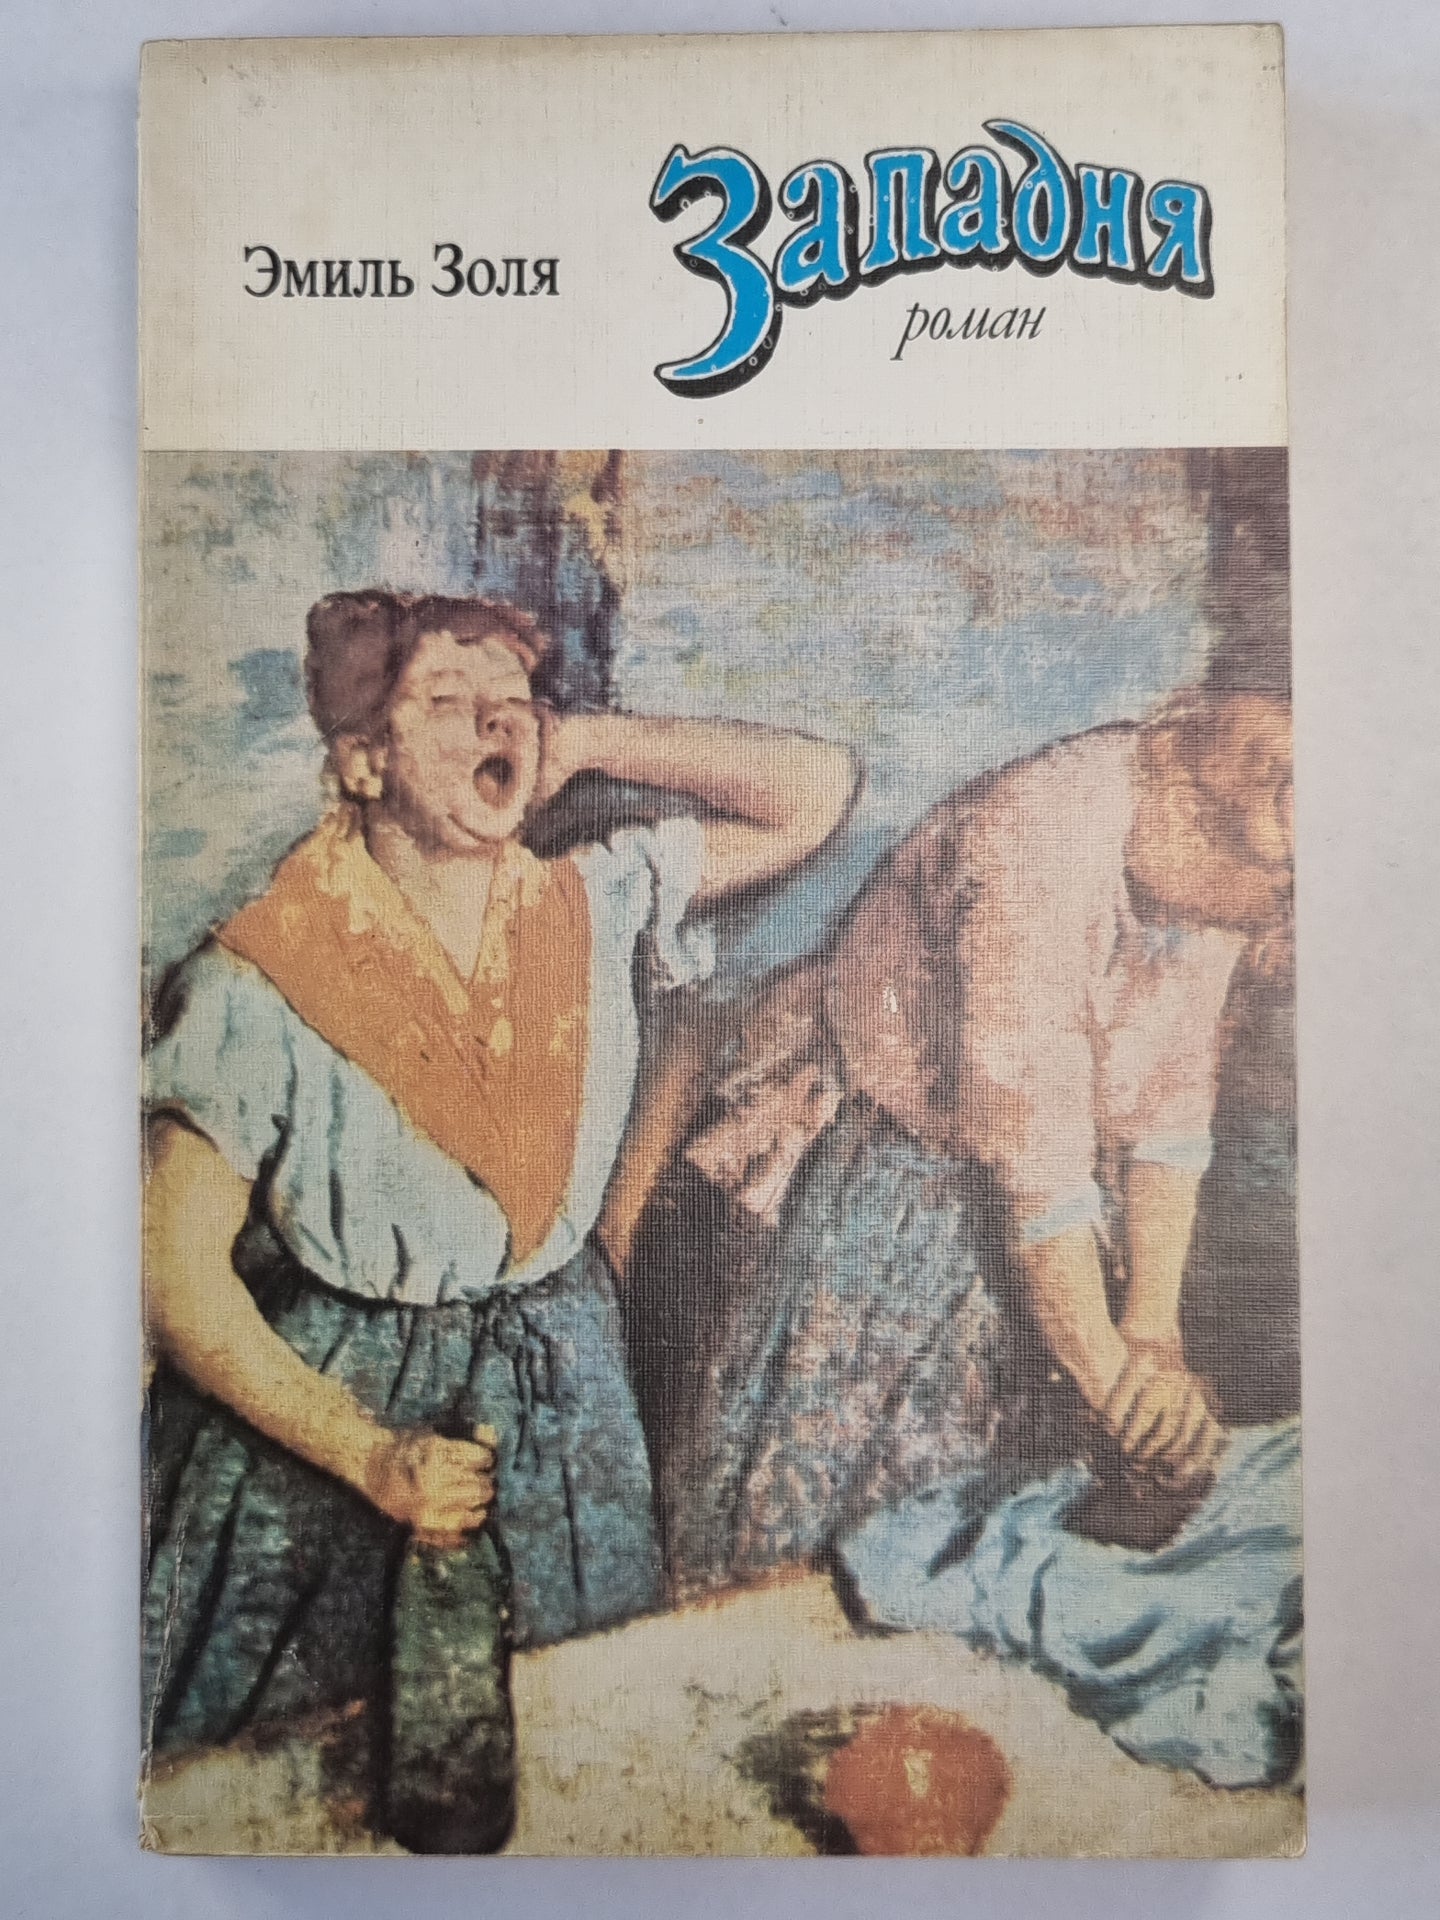 Эмиль Золя
Западня
роман